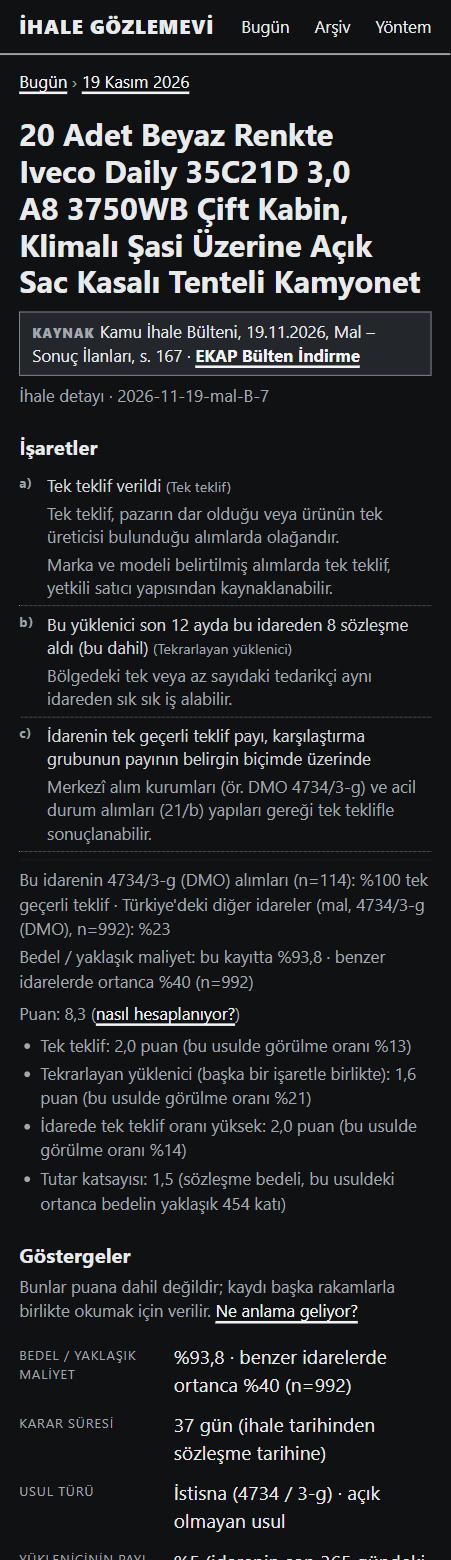 İHALE GÖZLEMEVİ Bugün Arşiv Yöntem
Bugün › 19 Kasım 2026
20 Adet Beyaz Renkte
Iveco Daily 35C21D 3,0
A8 3750WB Çift Kabin,
Klimalı Şasi Üzerine Açık
Sac Kasalı Tenteli Kamyonet
KAYNAK Kamu İhale Bülteni, 19.11.2026, Mal –
Sonuç İlanları, s. 167 · EKAP Bülten İndirme
İhale detayı · 2026-11-19-mal-B-7
İşaretler
a) Tek teklif verildi (Tek teklif)
Tek teklif, pazarın dar olduğu veya ürünün tek
üreticisi bulunduğu alımlarda olağandır.
Marka ve modeli belirtilmiş alımlarda tek teklif,
yetkili satıcı yapısından kaynaklanabilir.
b) Bu yüklenici son 12 ayda bu idareden 8 sözleşme
aldı (bu dahil) (Tekrarlayan yüklenici)
Bölgedeki tek veya az sayıdaki tedarikçi aynı
idareden sık sık iş alabilir.
c) İdarenin tek geçerli teklif payı, karşılaştırma
grubunun payının belirgin biçimde üzerinde
Merkezî alım kurumları (ör. DMO 4734/3-g) ve acil
durum alımları (21/b) yapıları gereği tek teklifle
sonuçlanabilir.
Bu idarenin 4734/3-g (DMO) alımları (n=114): %100 tek
geçerli teklif · Türkiye'deki diğer idareler (mal, 4734/3-g
(DMO), n=992): %23
Bedel / yaklaşık maliyet: bu kayıtta %93,8 · benzer
idarelerde ortanca %40 (n=992)
Puan: 8,3 (nasıl hesaplanıyor?)
• Tek teklif: 2,0 puan (bu usulde görülme oranı %13)
• Tekrarlayan yüklenici (başka bir işaretle birlikte): 1,6
puan (bu usulde görülme oranı %21)
• İdarede tek teklif oranı yüksek: 2,0 puan (bu usulde
görülme oranı %14)
• Tutar katsayısı: 1,5 (sözleşme bedeli, bu usuldeki
ortanca bedelin yaklaşık 454 katı)
Göstergeler
Bunlar puana dahil değildir; kaydı başka rakamlarla
birlikte okumak için verilir. Ne anlama geliyor?
BEDEL / YAKLAŞIK
MALİYET
%93,8 · benzer idarelerde
ortanca %40 (n=992)
KARAR SÜRESİ
37 gün (ihale tarihinden
sözleşme tarihine)
USUL TÜRÜ
İstisna (4734 / 3-g) · açık
olmayan usul